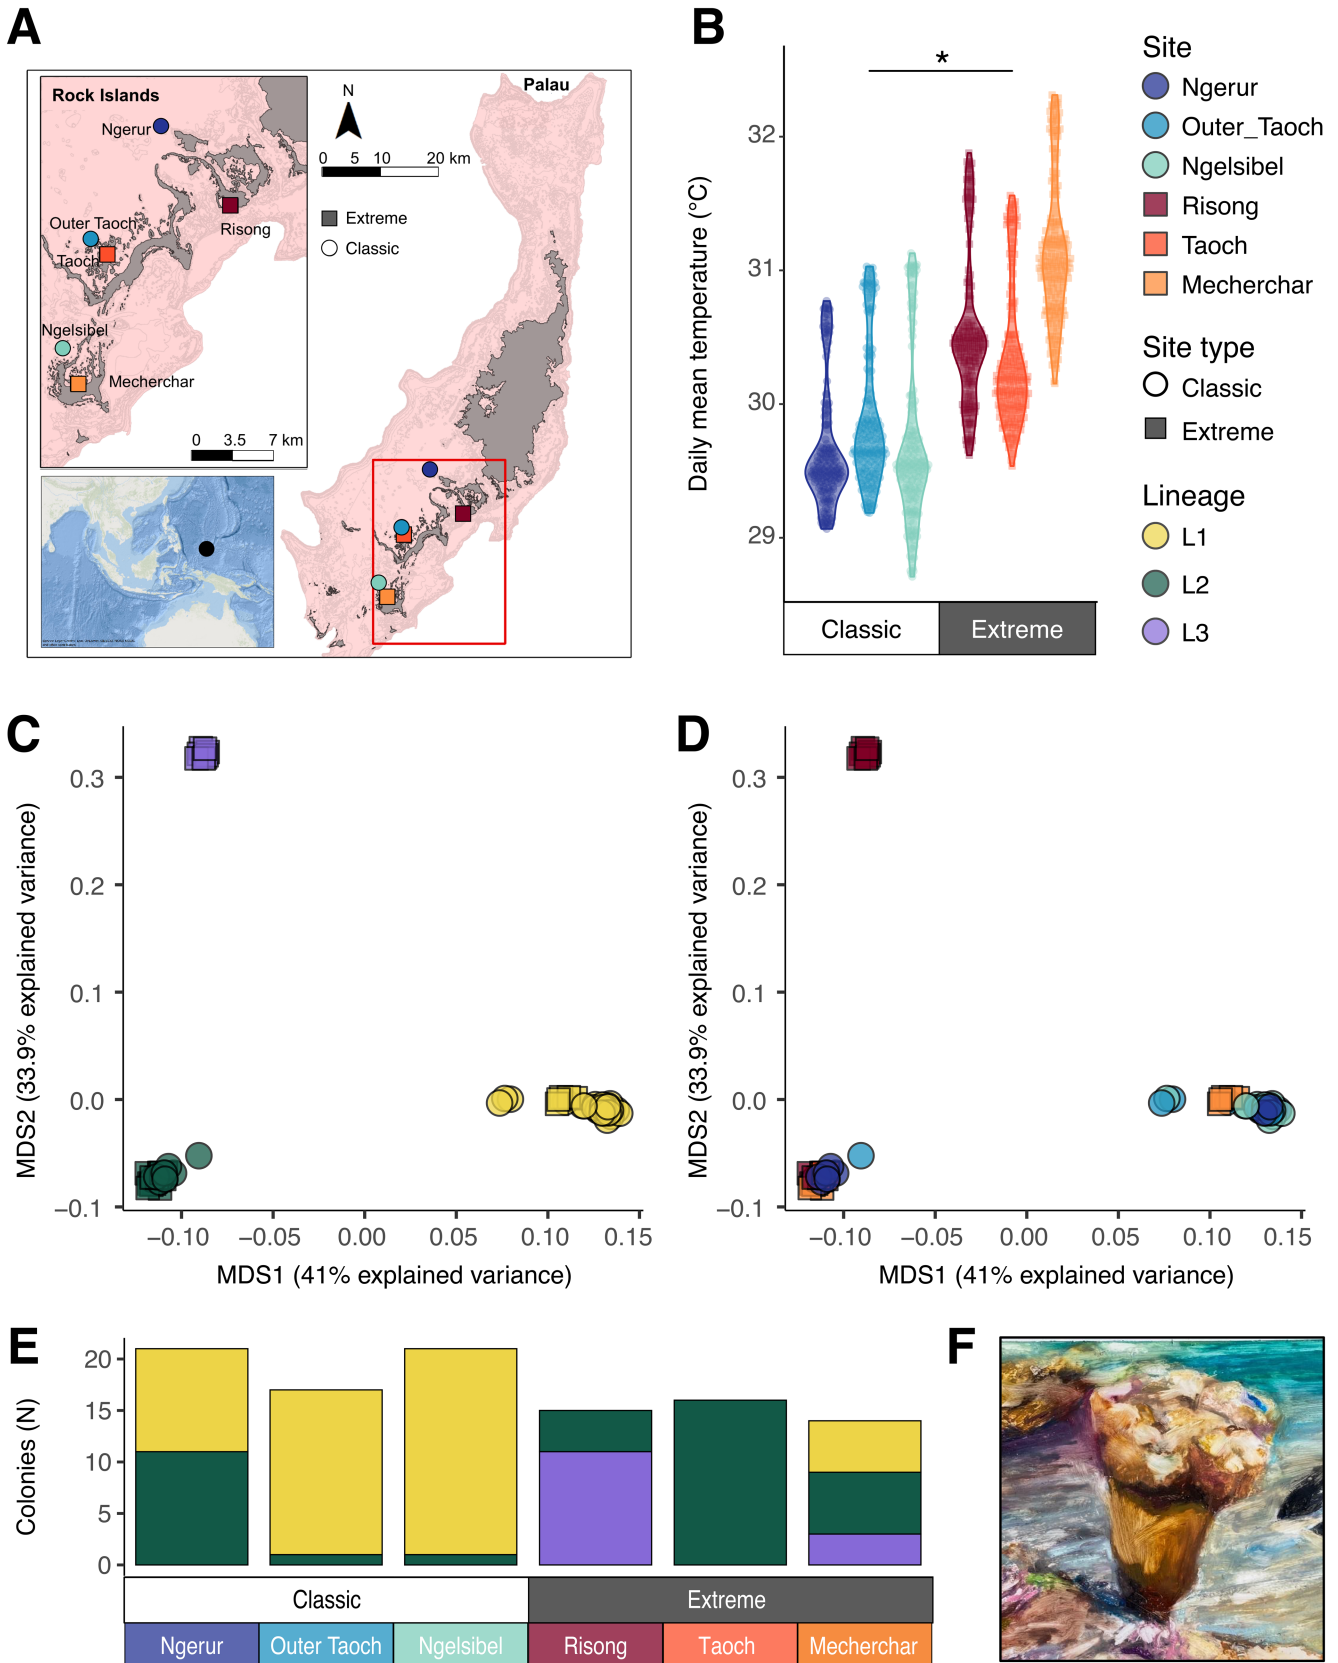 A
Rock Islands
Ngerur
Outer Taoch
Taoch
Risong
Ngelsibel
Mecherchar
0 3.5 7 km
N
0 5 10 20 km
Extreme
Classic
Palau
B
Daily mean temperature (°C)
32
31
30
29
*
Classic Extreme
Site
Ngerur
Outer_Taoch
Ngelsibel
Risong
Taoch
Mecherchar
Site type
Classic
Extreme
Lineage
L1
L2
L3
C
MDS2 (33.9% explained variance)
0.3
0.2
0.1
0.0
−0.1
−0.10 −0.05 0.00 0.05 0.10 0.15
MDS1 (41% explained variance)
D
MDS2 (33.9% explained variance)
0.3
0.2
0.1
0.0
−0.1
−0.10 −0.05 0.00 0.05 0.10 0.15
MDS1 (41% explained variance)
E
Colonies (N)
20
15
10
5
0
Classic Extreme
Ngerur Outer Taoch Ngelsibel Risong Taoch Mecherchar
F